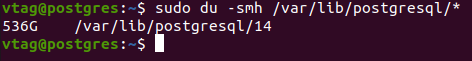 vtag@postgres:~$ sudo du -smh /var/lib/postgresql/*
536G    /var/lib/postgresql/14
vtag@postgres:~$